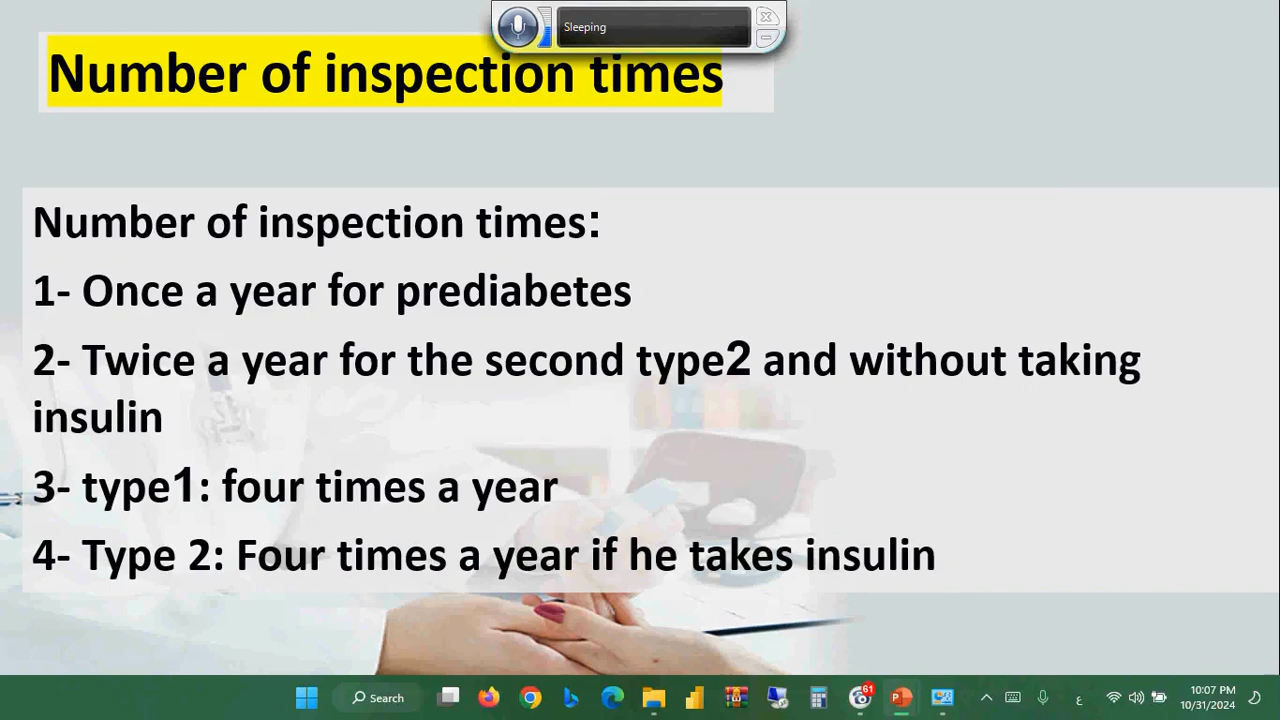 Sleeping
Number of inspection times
Number of inspection times:
1- Once a year for prediabetes
2- Twice a year for the second type2 and without taking
insulin
3- type1: four times a year
4- Type 2: Four times a year if he takes insulin
Search
61
ع
10:07 PM
10/31/2024